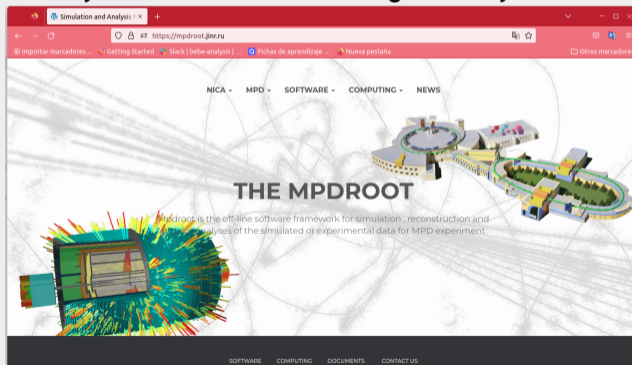 Simulation and Analysis F
https://mpdroot.jinr.ru
Importar marcadores... Getting Started Slack | bebe-analysis | ... Fichas de aprendizaje ... Nueva pestaña Otros marcadores
NICA MPD SOFTWARE COMPUTING NEWS
THE MPDROOT
Mpdroot is the off-line software framework for simulation , reconstruction and
analyses of the simulated or experimental data for MPD experiment
SOFTWARE COMPUTING DOCUMENTS CONTACT US